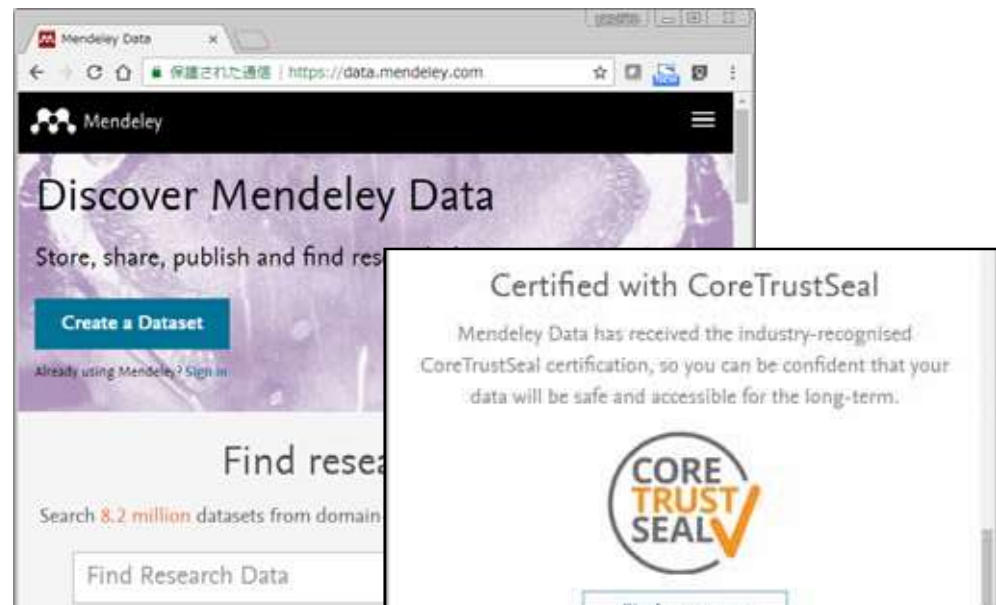 Mendeley Data
保護された通信 | https://data.mendeley.com
Mendeley
Discover Mendeley Data
Store, share, publish and find res
Create a Dataset
Already using Mendeley? Sign in
Find resea
Search 8.2 million datasets from domain
Find Research Data
Certified with CoreTrustSeal
Mendeley Data has received the industry-recognised
CoreTrustSeal certification, so you can be confident that your
data will be safe and accessible for the long-term.
CORE
TRUST
SEAL